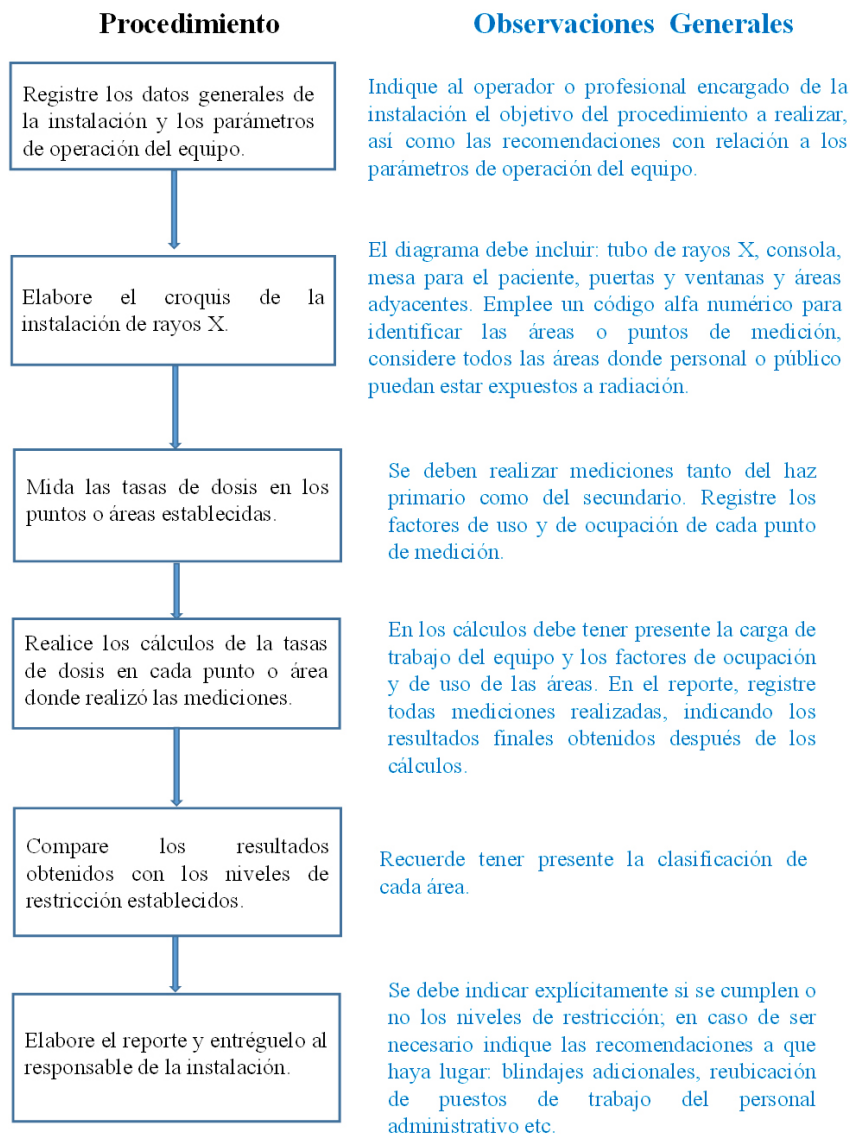 Procedimiento
Observaciones Generales
Registre los datos generales de
la instalación y los parámetros
de operación del equipo.
Indique al operador o profesional encargado de la
instalación el objetivo del procedimiento a realizar,
así como las recomendaciones con relación a los
parámetros de operación del equipo.
Elabore el croquis de la
instalación de rayos X.
El diagrama debe incluir: tubo de rayos X, consola,
mesa para el paciente, puertas y ventanas y áreas
adyacentes. Emplee un código alfa numérico para
identificar las áreas o puntos de medición,
considere todos las áreas donde personal o público
puedan estar expuestos a radiación.
Mida las tasas de dosis en los
puntos o áreas establecidas.
Se deben realizar mediciones tanto del haz
primario como del secundario. Registre los
factores de uso y de ocupación de cada punto
de medición.
Realice los cálculos de la tasas
de dosis en cada punto o área
donde realizó las mediciones.
En los cálculos debe tener presente la carga de
trabajo del equipo y los factores de ocupación
y de uso de las áreas. En el reporte, registre
todas mediciones realizadas, indicando los
resultados finales obtenidos después de los
cálculos.
Compare los resultados
obtenidos con los niveles de
restricción establecidos.
Recuerde tener presente la clasificación de
cada área.
Elabore el reporte y entréguelo al
responsable de la instalación.
Se debe indicar explícitamente si se cumplen o
no los niveles de restricción; en caso de ser
necesario indique las recomendaciones a que
haya lugar: blindajes adicionales, reubicación
de puestos de trabajo del personal
administrativo etc.